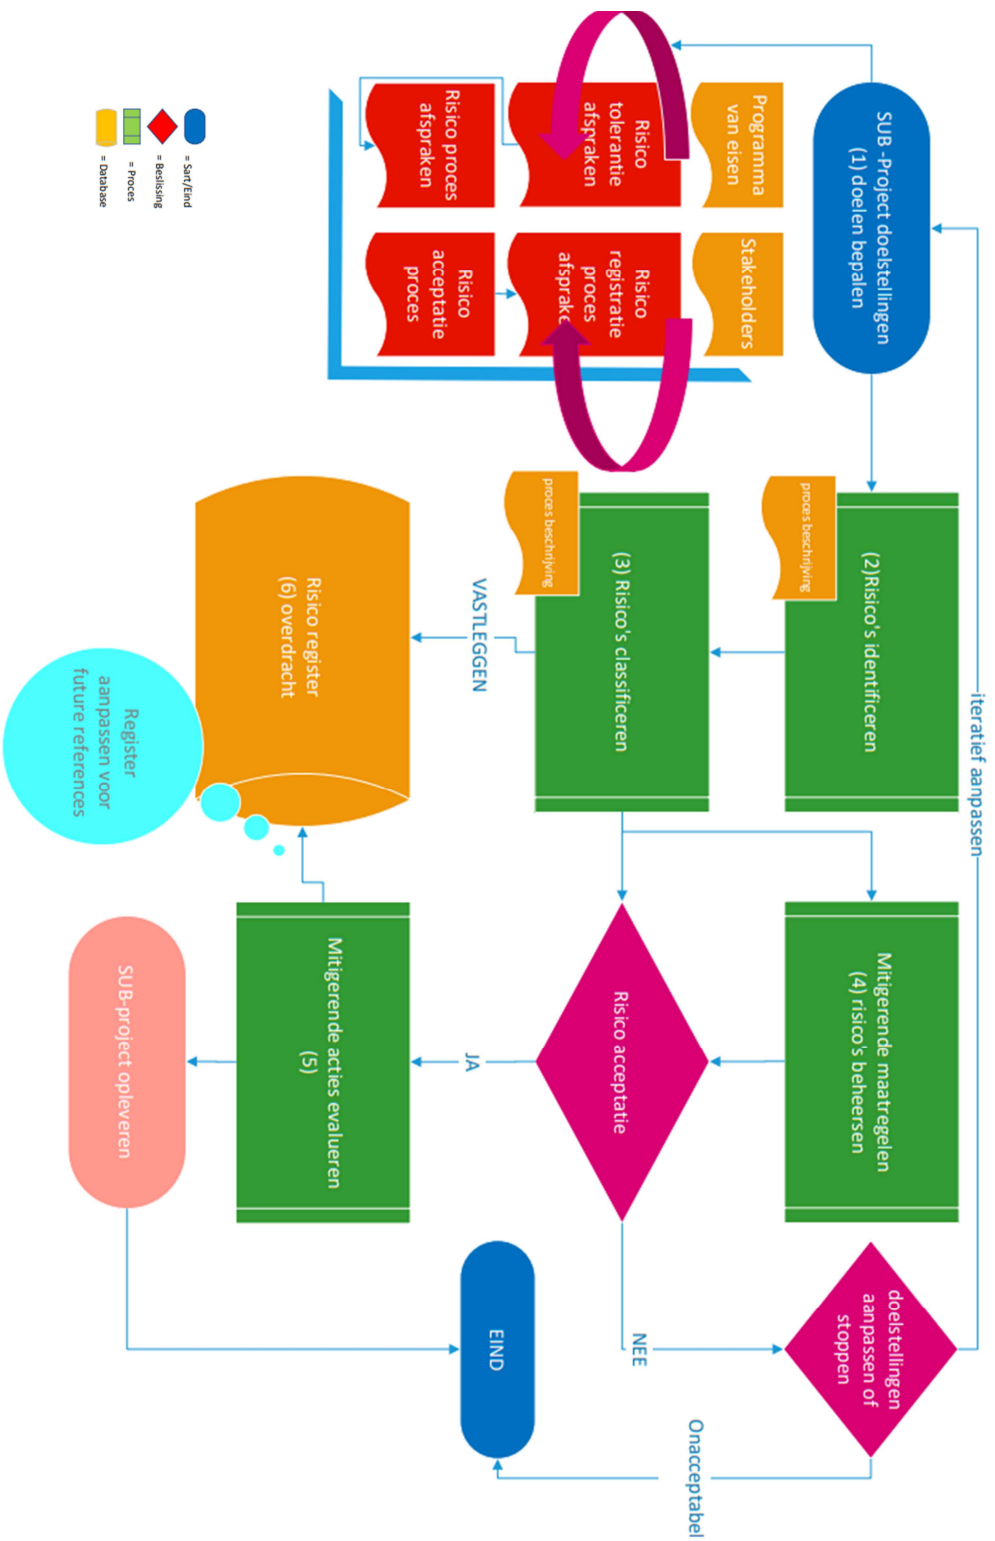 iteratief aanpassen
SUB -Project doelstellingen
(1) doelen bepalen
(2)Risico's identificeren
proces beschrijving
Mitigerende maatregelen
(4) risico's beheersen
doelstellingen
aanpassen of
stoppen
Programma
van eisen
Stakeholders
Risico
tolerantie
afspraken
Risico
registratie
proces
afsprake
(3) Risico's classificeren
proces beschrijving
Risico acceptatie
NEE
Onacceptabel
Risico proces
afspraken
Risico
acceptatie
proces
VASTLEGGEN
JA
EIND
Risico register
(6) overdracht
Mitigerende acties evalueren
(5)
Register
aanpassen voor
future references
SUB-project opleveren
= Sart/Eind
= Beslissing
= Proces
= Database